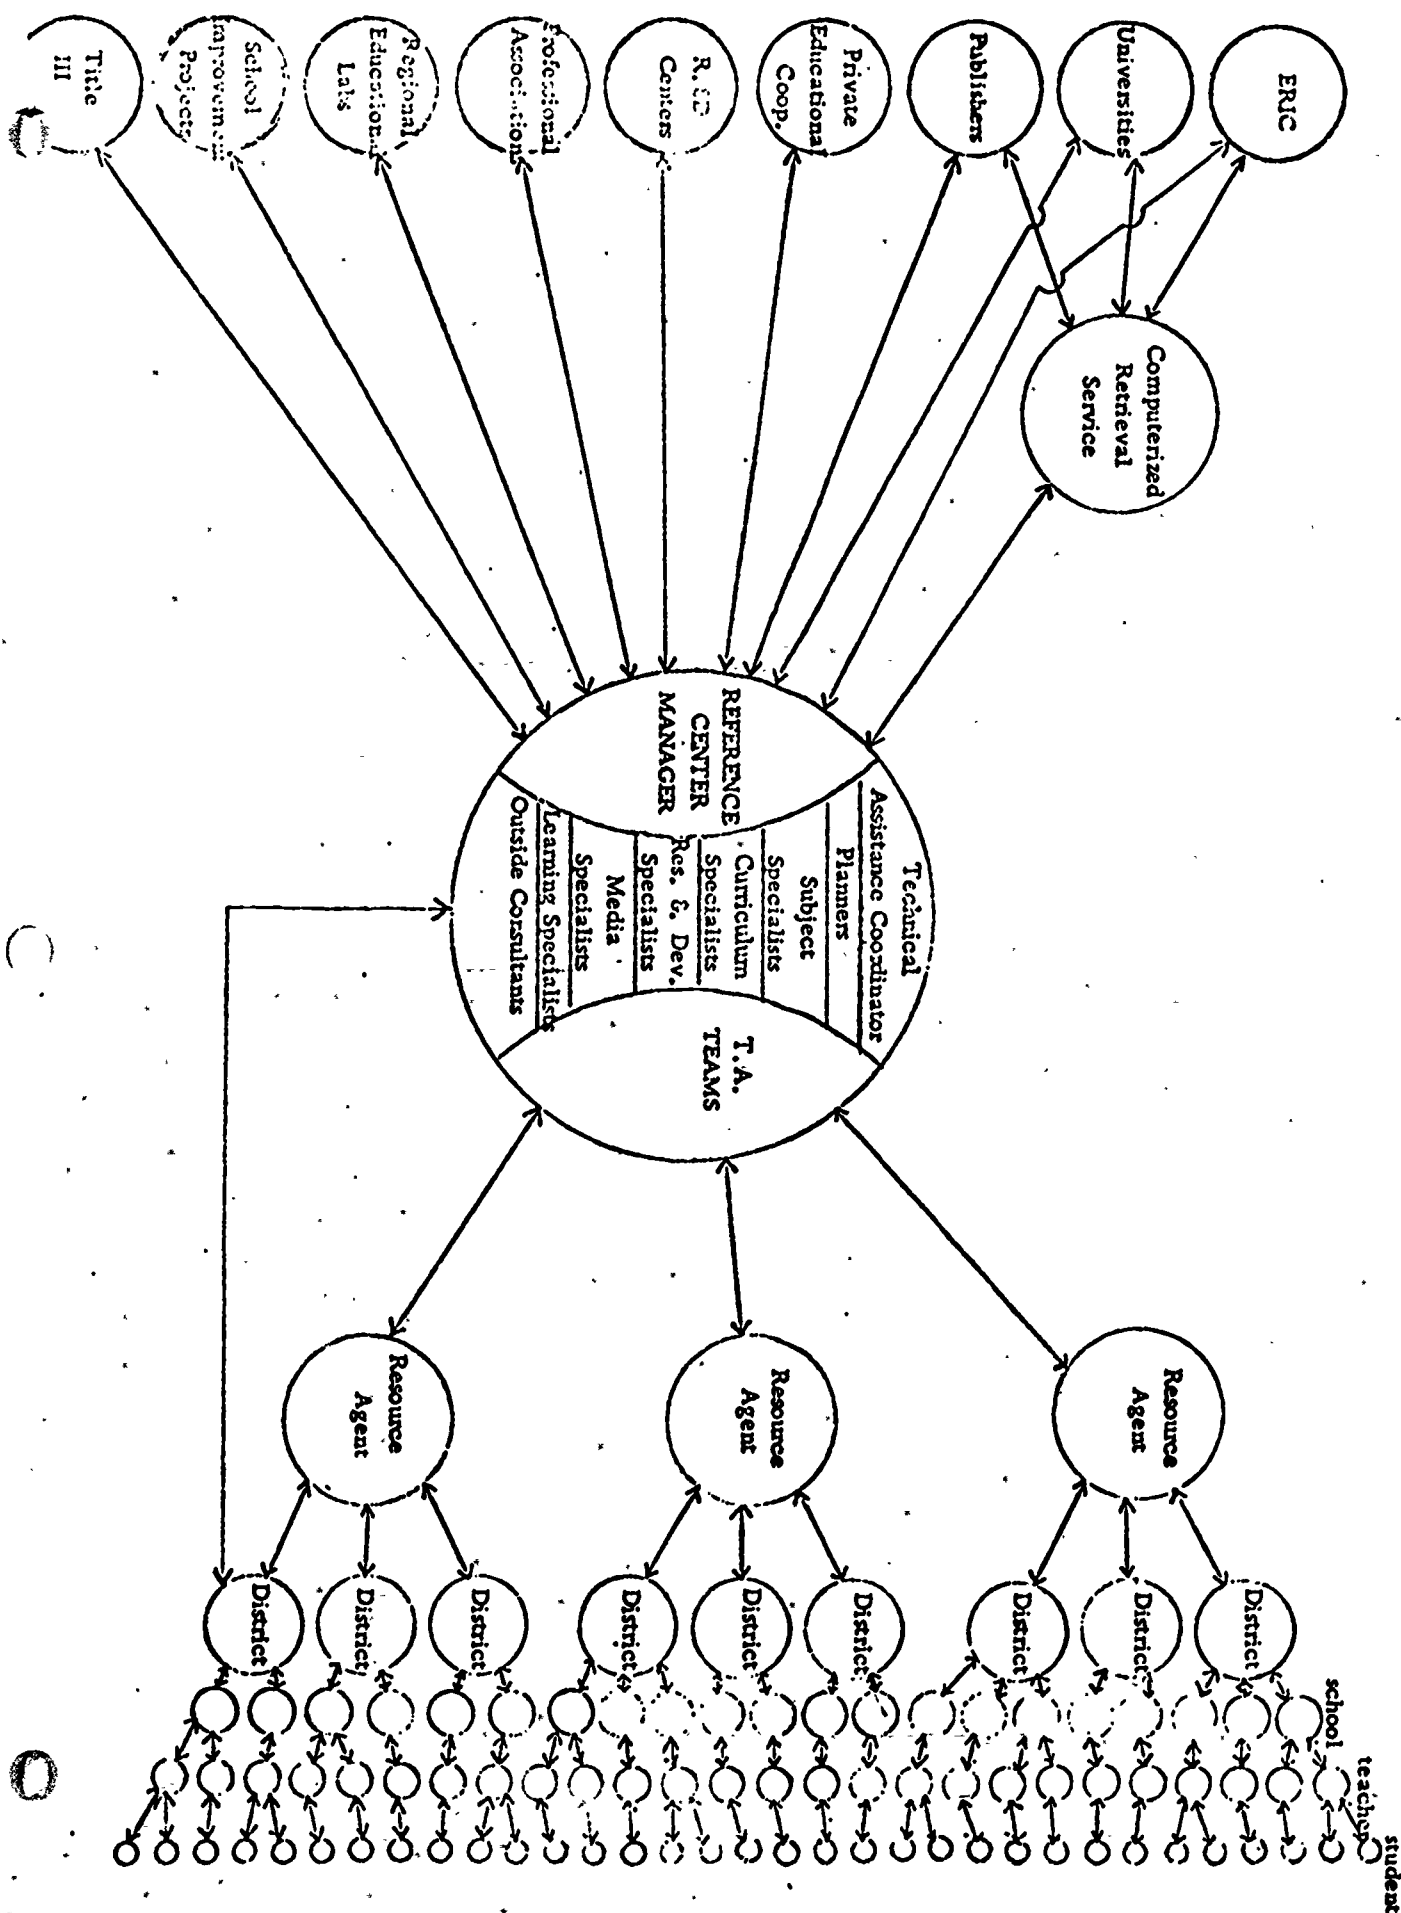 ERIC
Universities
Publishers
Private
Educational
Coop.
R.
Centers
Professional
Associations
Regional
Educational
Labs
School
Improvement
Projects
Title
III
Computerized
Retrieval
Service
REFERENCE
CENTER
MANAGER
Technical
Assistance Coordinator
Planners
Subject
Specialists
Curriculum
Specialists
Res. & Dev.
Specialists
Media
Specialists
Learning Specialists
Outside Consultants
T.A.
TEAMS
Resource
Agent
Resource
Agent
Resource
Agent
District
District
District
District
District
District
District
District
District
school
teacher
student